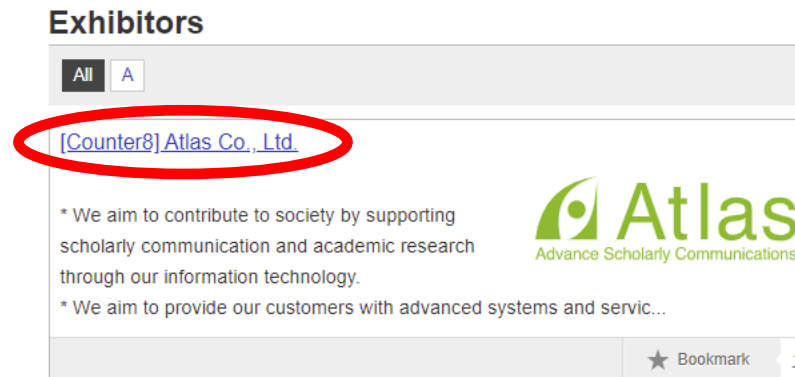 Exhibitors
All A
[Counter8] Atlas Co., Ltd.
* We aim to contribute to society by supporting
scholarly communication and academic research
through our information technology.
* We aim to provide our customers with advanced systems and servic...
Atlas
Advance Scholarly Communications
Bookmark